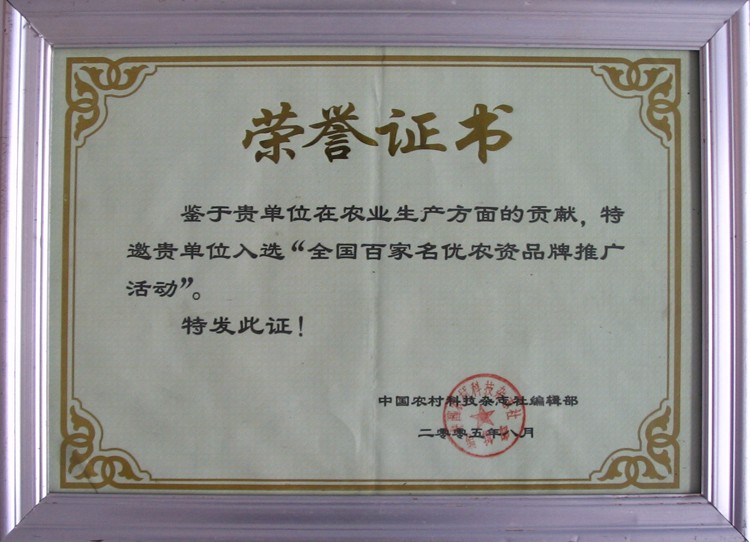 荣誉证书
鉴于贵单位在农业生产方面的贡献，特
邀贵单位入选“全国百家名优农资品牌推广
活动”。
特发此证！
中国农村科技杂志社编辑部
二零零五年八月